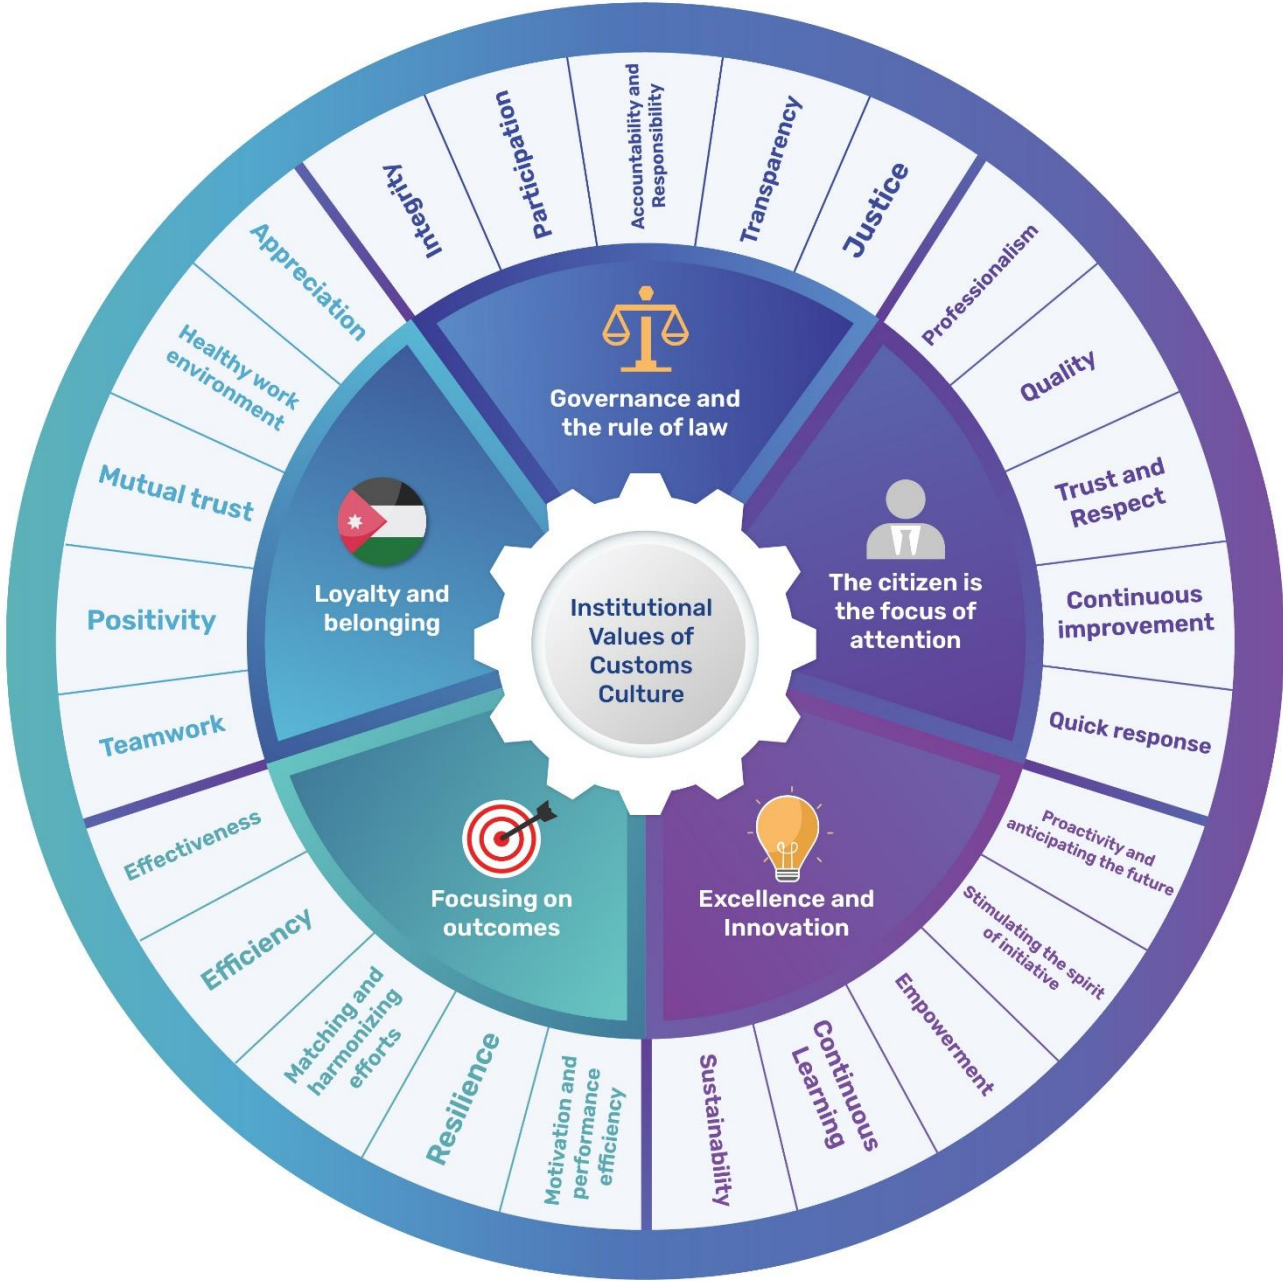 Institutional
Values of
Customs
Culture
Governance and
the rule of law
Integrity
Participation
Accountability and
Responsibility
Transparency
Justice
The citizen is
the focus of
attention
Professionalism
Quality
Trust and
Respect
Continuous
improvement
Quick response
Excellence and
Innovation
Proactivity and
anticipating the future
Stimulating the spirit
of initiative
Empowerment
Continuous
Learning
Sustainability
Focusing on
outcomes
Motivation and
performance
efficiency
Resilience
Matching and
harmonizing
efforts
Efficiency
Effectiveness
Loyalty and
belonging
Teamwork
Positivity
Mutual trust
Healthy work
environment
Appreciation